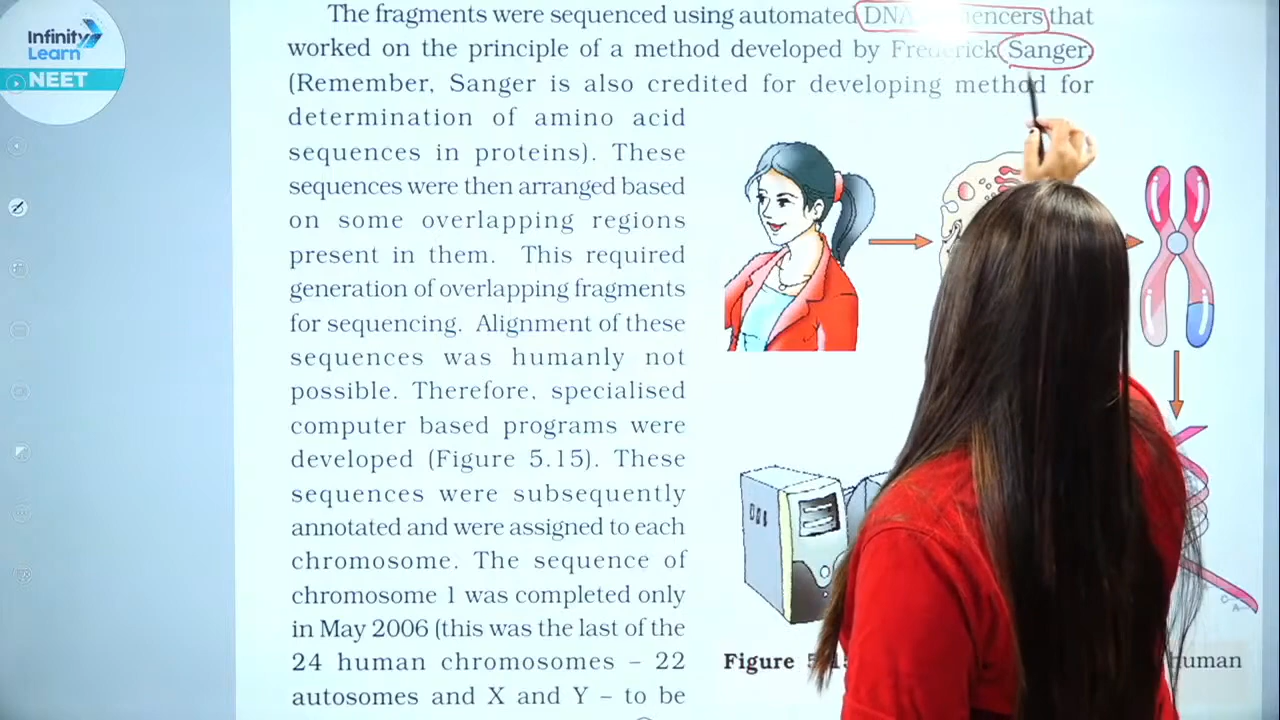 Infinity
Learn
NEET
The fragments were sequenced using automated DNA that
worked on the principle of a method developed by Frederick Sanger.
(Remember, Sanger is also credited for developing method for
determination of amino acid
sequences in proteins). These
sequences were then arranged based
on some overlapping regions
present in them. This required
generation of overlapping fragments
for sequencing. Alignment of these
sequences was humanly not
possible. Therefore, specialised
computer based programs were
developed (Figure 5.15). These
sequences were subsequently
annotated and were assigned to each
chromosome. The sequence of
chromosome 1 was completed only
in May 2006 (this was the last of the
24 human chromosomes – 22
autosomes and X and Y – to be
Figure human